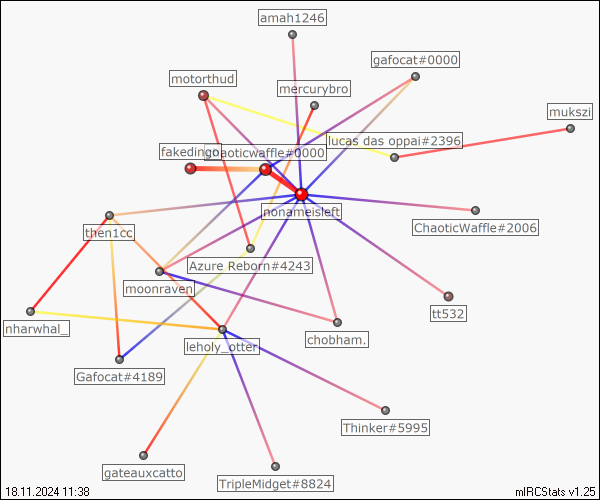 amah1246
gafocat#0000
motorthud
mercurybro
mukszi
lucas das oppai#2396
fakeding
chaoticwaffle#0000
nonameisleft
then1cc
ChaoticWaffle#2006
Azure Reborn#4243
moonraven
tt532
nharwhal_
chobham.
leholy_otter
Gafocat#4189
Thinker#5995
gateauxcatto
TripleMidget#8824
18.11.2024 11:38
mIRCStats v1.25